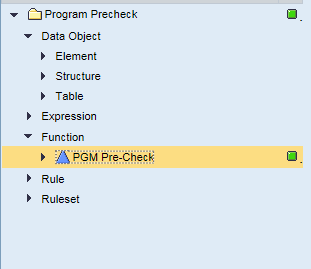 Program Precheck
Data Object
Element
Structure
Table
Expression
Function
PGM Pre-Check
Rule
Ruleset